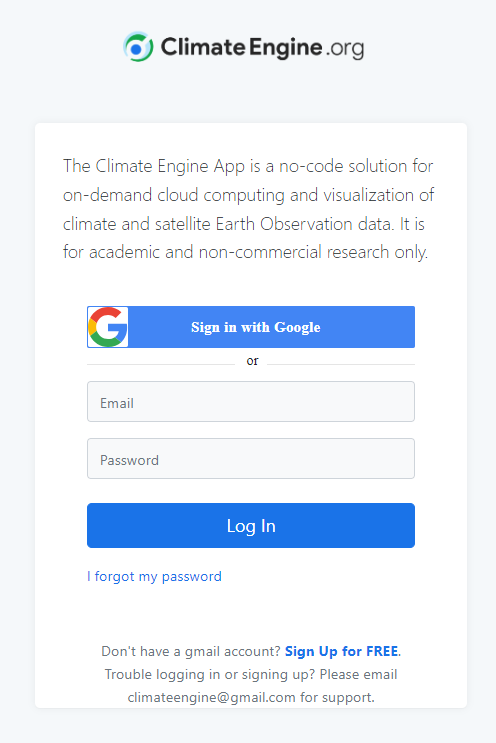 ClimateEngine.org
The Climate Engine App is a no-code solution for
on-demand cloud computing and visualization of
climate and satellite Earth Observation data. It is
for academic and non-commercial research only.
Sign in with Google
or
Email
Password
Log In
I forgot my password
Don't have a gmail account? Sign Up for FREE.
Trouble logging in or signing up? Please email
climateengine@gmail.com for support.